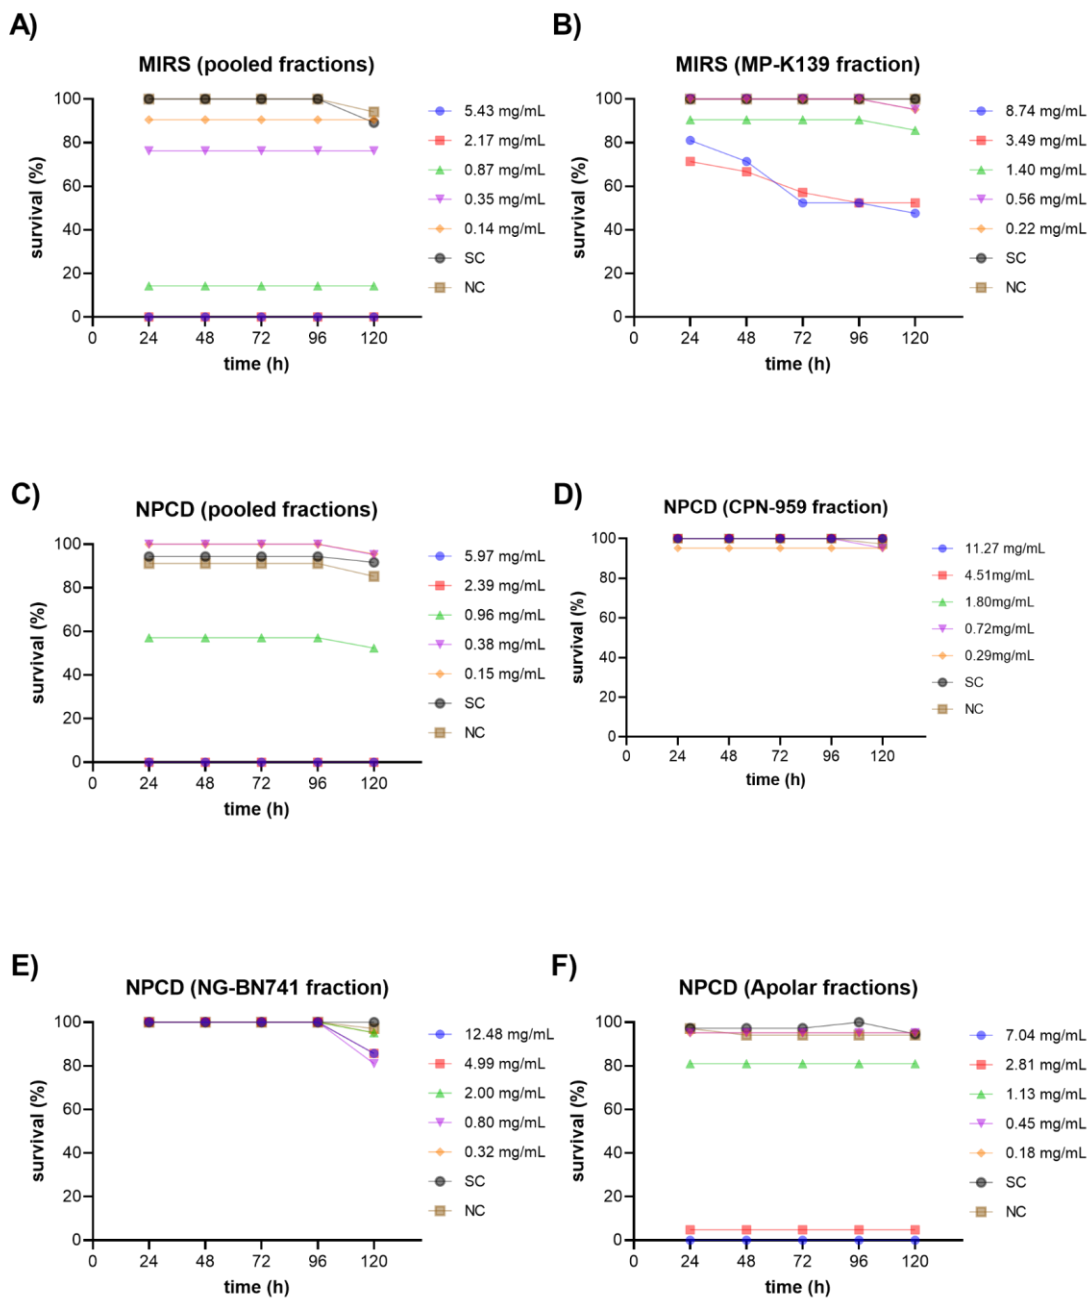 A)
MIRS (pooled fractions)
survival (%)
100
80
60
40
20
0
0 24 48 72 96 120
time (h)
5.43 mg/mL
2.17 mg/mL
0.87 mg/mL
0.35 mg/mL
0.14 mg/mL
SC
NC
B)
MIRS (MP-K139 fraction)
survival (%)
100
80
60
40
20
0
0 24 48 72 96 120
time (h)
8.74 mg/mL
3.49 mg/mL
1.40 mg/mL
0.56 mg/mL
0.22 mg/mL
SC
NC
C)
NPCD (pooled fractions)
survival (%)
100
80
60
40
20
0
0 24 48 72 96 120
time (h)
5.97 mg/mL
2.39 mg/mL
0.96 mg/mL
0.38 mg/mL
0.15 mg/mL
SC
NC
D)
NPCD (CPN-959 fraction)
survival (%)
100
80
60
40
20
0
0 24 48 72 96 120
time (h)
11.27 mg/mL
4.51mg/mL
1.80mg/mL
0.72mg/mL
0.29mg/mL
SC
NC
E)
NPCD (NG-BN741 fraction)
survival (%)
100
80
60
40
20
0
0 24 48 72 96 120
time (h)
12.48 mg/mL
4.99 mg/mL
2.00 mg/mL
0.80 mg/mL
0.32 mg/mL
SC
NC
F)
NPCD (Apolar fractions)
survival (%)
100
80
60
40
20
0
0 24 48 72 96 120
time (h)
7.04 mg/mL
2.81 mg/mL
1.13 mg/mL
0.45 mg/mL
0.18 mg/mL
SC
NC